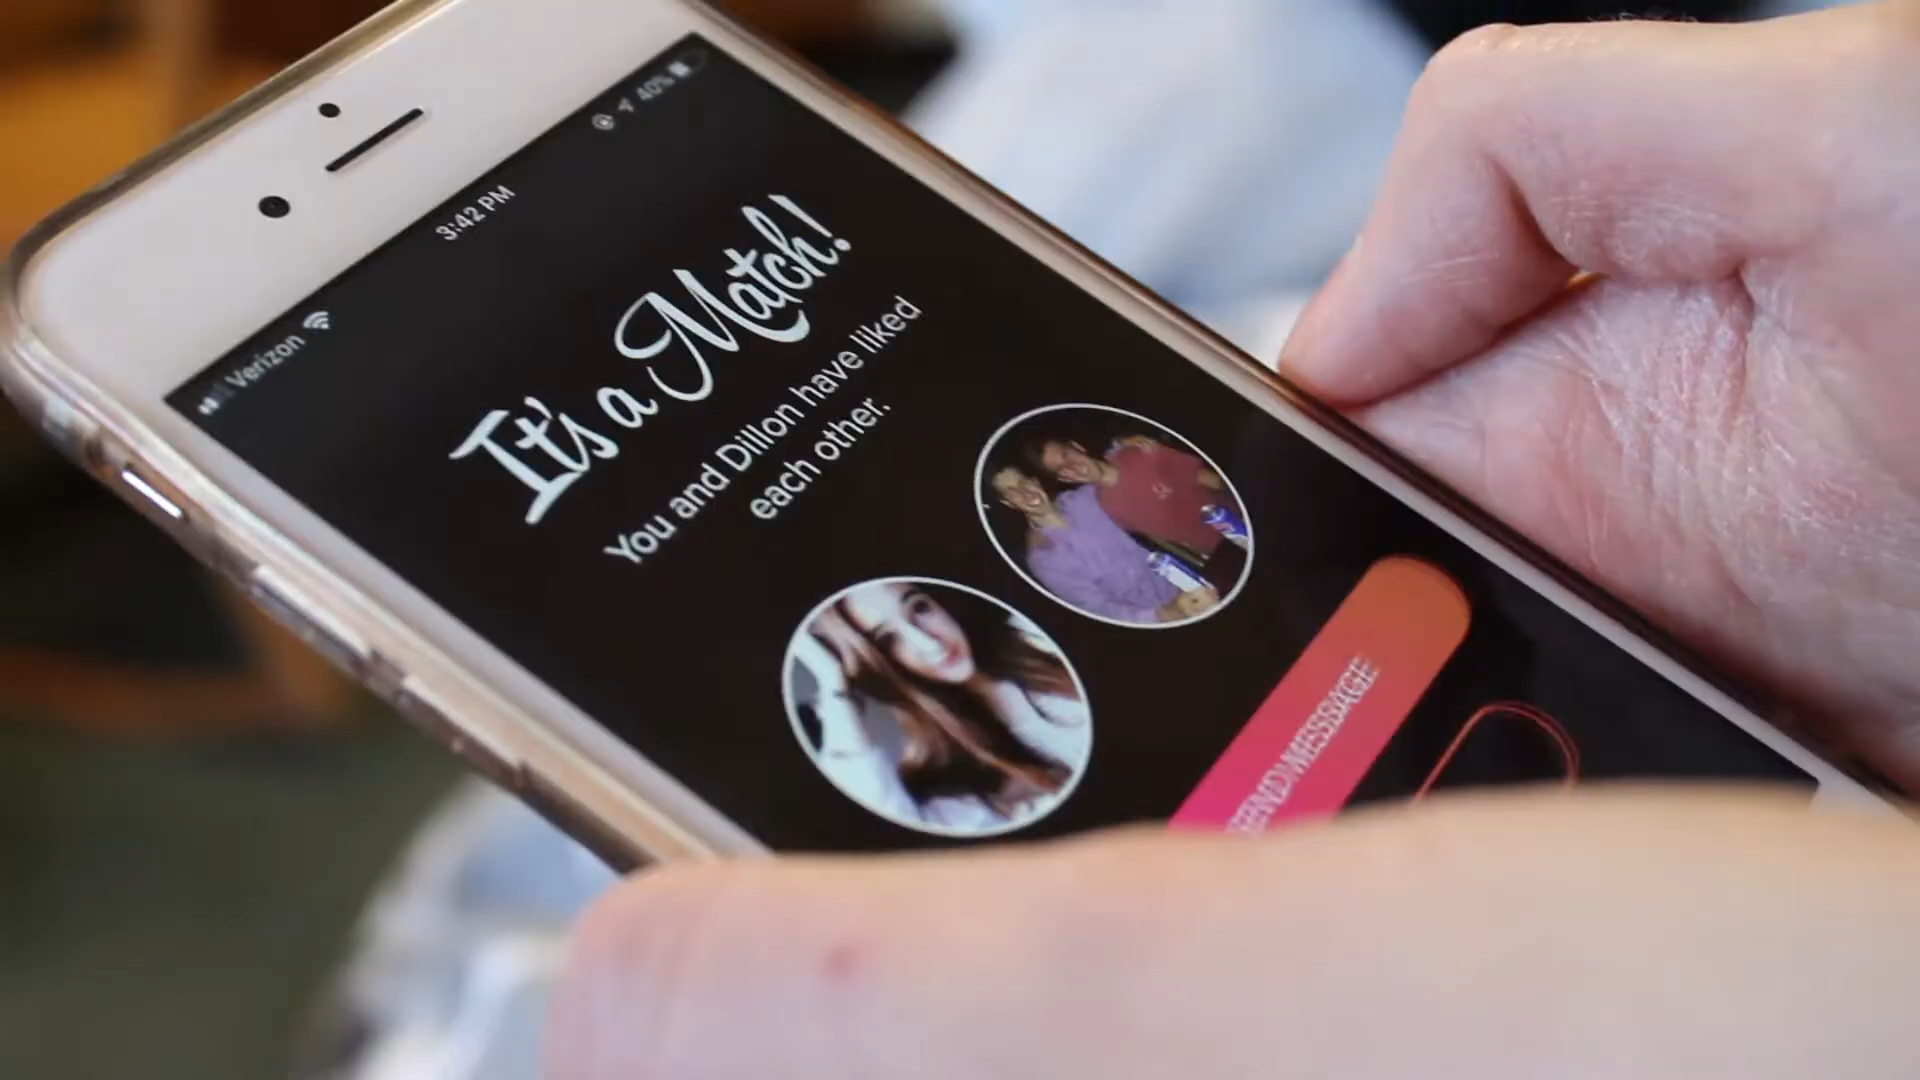 Verizon 3:42 PM 40%
It's a Match!
You and Dillon have liked
each other.
SEND MESSAGE